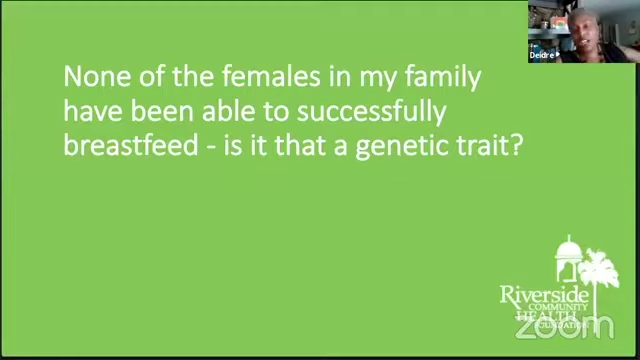 Deidre
None of the females in my family
have been able to successfully
breastfeed - is it that a genetic trait?
Riverside
COMMUNITY
HEALTH
FOUNDATION
zoom